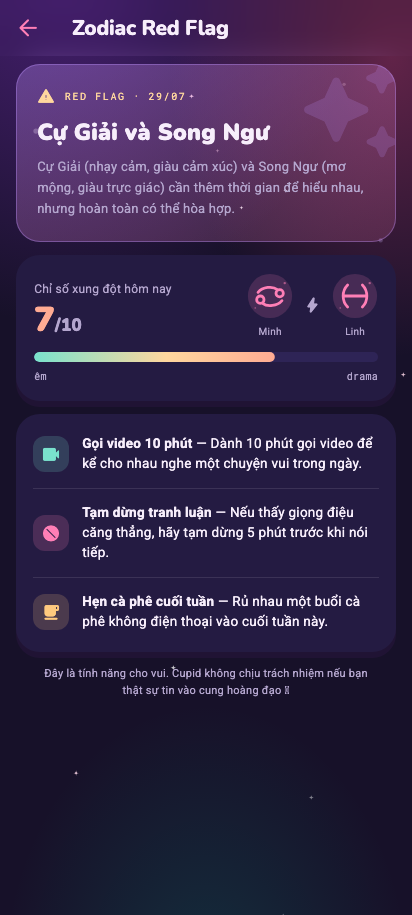 Zodiac Red Flag
RED FLAG · 29/07
Cự Giải và Song Ngư
Cự Giải (nhạy cảm, giàu cảm xúc) và Song Ngư (mơ
mộng, giàu trực giác) cần thêm thời gian để hiểu nhau,
nhưng hoàn toàn có thể hòa hợp.
Chỉ số xung đột hôm nay
7/10
Minh
Linh
êm
drama
Gọi video 10 phút — Dành 10 phút gọi video để
kể cho nhau nghe một chuyện vui trong ngày.
Tạm dừng tranh luận — Nếu thấy giọng điệu
căng thẳng, hãy tạm dừng 5 phút trước khi nói
tiếp.
Hẹn cà phê cuối tuần — Rủ nhau một buổi cà
phê không điện thoại vào cuối tuần này.
Đây là tính năng cho vui. Cupid không chịu trách nhiệm nếu bạn
thật sự tin vào cung hoàng đạo